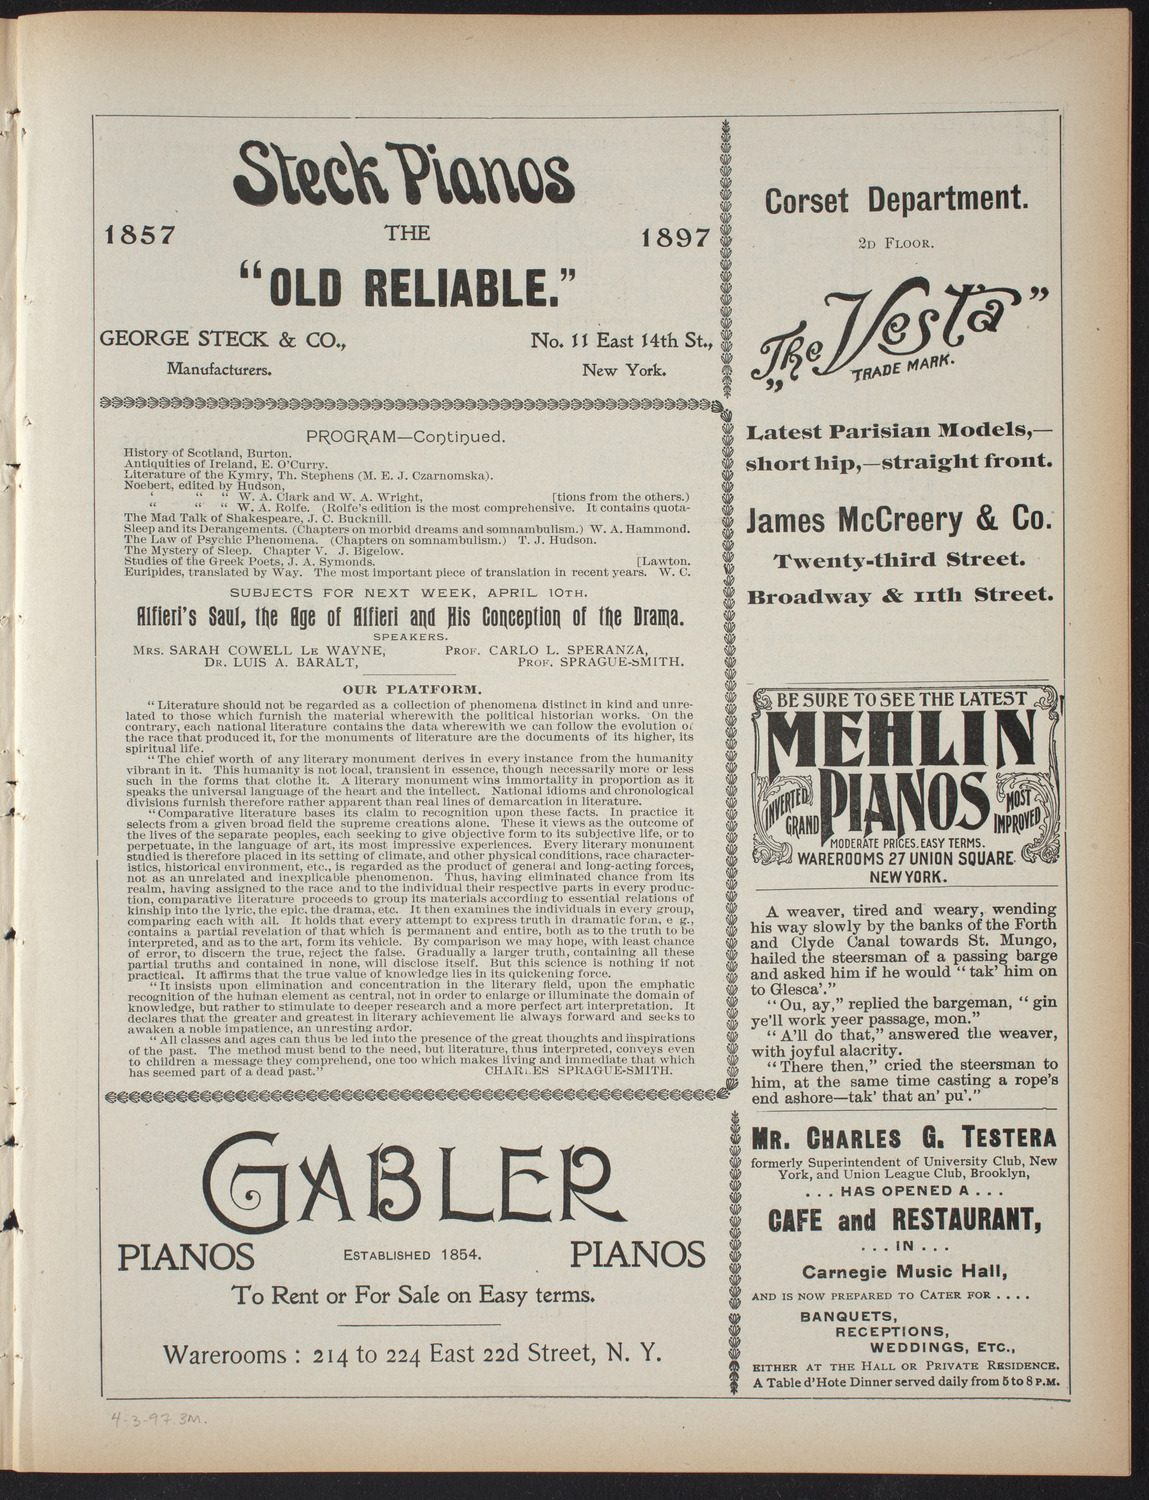 Steck Pianos
1857 THE 1897
"OLD RELIABLE."
GEORGE STECK & CO., No. 11 East 14th St.,
Manufacturers. New York.
PROGRAM—Continued.
History of Scotland, Burton.
Antiquities of Ireland, E. O'Curry.
Literature of the Kymry, Th. Stephens (M. E. J. Czarnomska).
Noebert, edited by Hudson,
" " " W. A. Clark and W. A. Wright, [tions from the others.)
" " " W. A. Rolfe. (Rolfe's edition is the most comprehensive. It contains quota-
The Mad Talk of Shakespeare, J. C. Buckmill.
Sleep and its Derangements. (Chapters on morbid dreams and somnambulism.) W. A. Hammond.
The Law of Psychic Phenomena. (Chapters on somnambulism.) T. J. Hudson.
The Mystery of Sleep. Chapter V. J. Bigelow.
Studies of the Greek Poets, J. A. Symonds. [Lawton.
Euripides, translated by Way. The most important piece of translation in recent years. W. C.
SUBJECTS FOR NEXT WEEK, APRIL 10TH.
Alfieri's Saul, the Age of Alfieri and His Conception of the Drama.
SPEAKERS.
MRS. SARAH COWELL LE WAYNE, PROF. CARLO L. SPERANZA,
DR. LUIS A. BARALT, PROF. SPRAGUE-SMITH.
OUR PLATFORM.
"Literature should not be regarded as a collection of phenomena distinct in kind and unre-
lated to those which furnish the material wherewith the political historian works. On the
contrary, each national literature contains the data wherewith we can follow the evolution of
the race that produced it, for the monuments of literature are the documents of its higher, its
spiritual life.
"The chief worth of any literary monument derives in every instance from the humanity
vibrant in it. This humanity is not local, transient in essence, though necessarily more or less
such in the forms that clothe it. A literary monument wins immortality in proportion as it
speaks the universal language of the heart and the intellect. National idioms and chronological
divisions furnish therefore rather apparent than real lines of demarcation in literature.
"Comparative literature bases its claim to recognition upon these facts. In practice it
selects from a given broad field the supreme creations alone. These it views as the outcome of
the lives of the separate peoples, each seeking to give objective form to its subjective life, or to
perpetuate, in the language of art, its most impressive experiences. Every literary monument
studied is therefore placed in its setting of climate, and other physical conditions, race character-
istics, historical environment, etc., is regarded as the product of general and long-acting forces,
not as an unrelated and inexplicable phenomenon. Thus, having eliminated chance from its
realm, having assigned to the race and to the individual their respective parts in every produc-
tion, comparative literature proceeds to group its materials according to essential relations of
kinship into the lyric, the epic, the drama, etc. It then examines the individuals in every group,
comparing each with all. It holds that every attempt to express truth in dramatic form, e g.,
contains a partial revelation of that which is permanent and entire, both as to the truth to be
interpreted, and as to the art, form its vehicle. By comparison we may hope, with least chance
of error, to discern the true, reject the false. Gradually a larger truth, containing all these
partial truths and contained in none, will disclose itself. But this science is nothing if not
practical. It affirms that the true value of knowledge lies in its quickening force.
"It insists upon elimination and concentration in the literary field, upon the emphatic
recognition of the human element as central, not in order to enlarge or illuminate the domain of
knowledge, but rather to stimulate to deeper research and a more perfect art interpretation. It
declares that the greater and greatest in literary achievement lie always forward and seeks to
awaken a noble impatience, an unresting ardor.
"All classes and ages can thus be led into the presence of the great thoughts and inspirations
of the past. The method must bend to the need, but literature, thus interpreted, conveys even
to children a message they comprehend, one too which makes living and immediate that which
has seemed part of a dead past." CHARLES SPRAGUE-SMITH.
GABLER
PIANOS ESTABLISHED 1854. PIANOS
To Rent or For Sale on Easy terms.
Warerooms: 214 to 224 East 22d Street, N. Y.
Corset Department.
2D FLOOR.
"The Vesta"
TRADE MARK.
Latest Parisian Models,—
short hip,—straight front.
James McCreery & Co.
Twenty-third Street.
Broadway & 11th Street.
BE SURE TO SEE THE LATEST
MEHLIN
INVERTED GRAND PIANOS MOST IMPROVED
MODERATE PRICES. EASY TERMS.
WAREROOMS 27 UNION SQUARE
NEW YORK.
A weaver, tired and weary, wending
his way slowly by the banks of the Forth
and Clyde Canal towards St. Mungo,
hailed the steersman of a passing barge
and asked him if he would "tak' him on
to Glesca'."
"Ou, ay," replied the bargeman, "gin
ye'll work yeer passage, mon."
"A'll do that," answered the weaver,
with joyful alacrity.
"There then," cried the steersman to
him, at the same time casting a rope's
end ashore—tak' that an' pu'."
MR. CHARLES G. TESTERA
formerly Superintendent of University Club, New
York, and Union League Club, Brooklyn,
. . . HAS OPENED A . . .
CAFE and RESTAURANT,
. . . IN . . .
Carnegie Music Hall,
AND IS NOW PREPARED TO CATER FOR . . . .
BANQUETS,
RECEPTIONS,
WEDDINGS, ETC.,
EITHER AT THE HALL OR PRIVATE RESIDENCE.
A Table d'Hote Dinner served daily from 5 to 8 P.M.
4-3-97.3M.